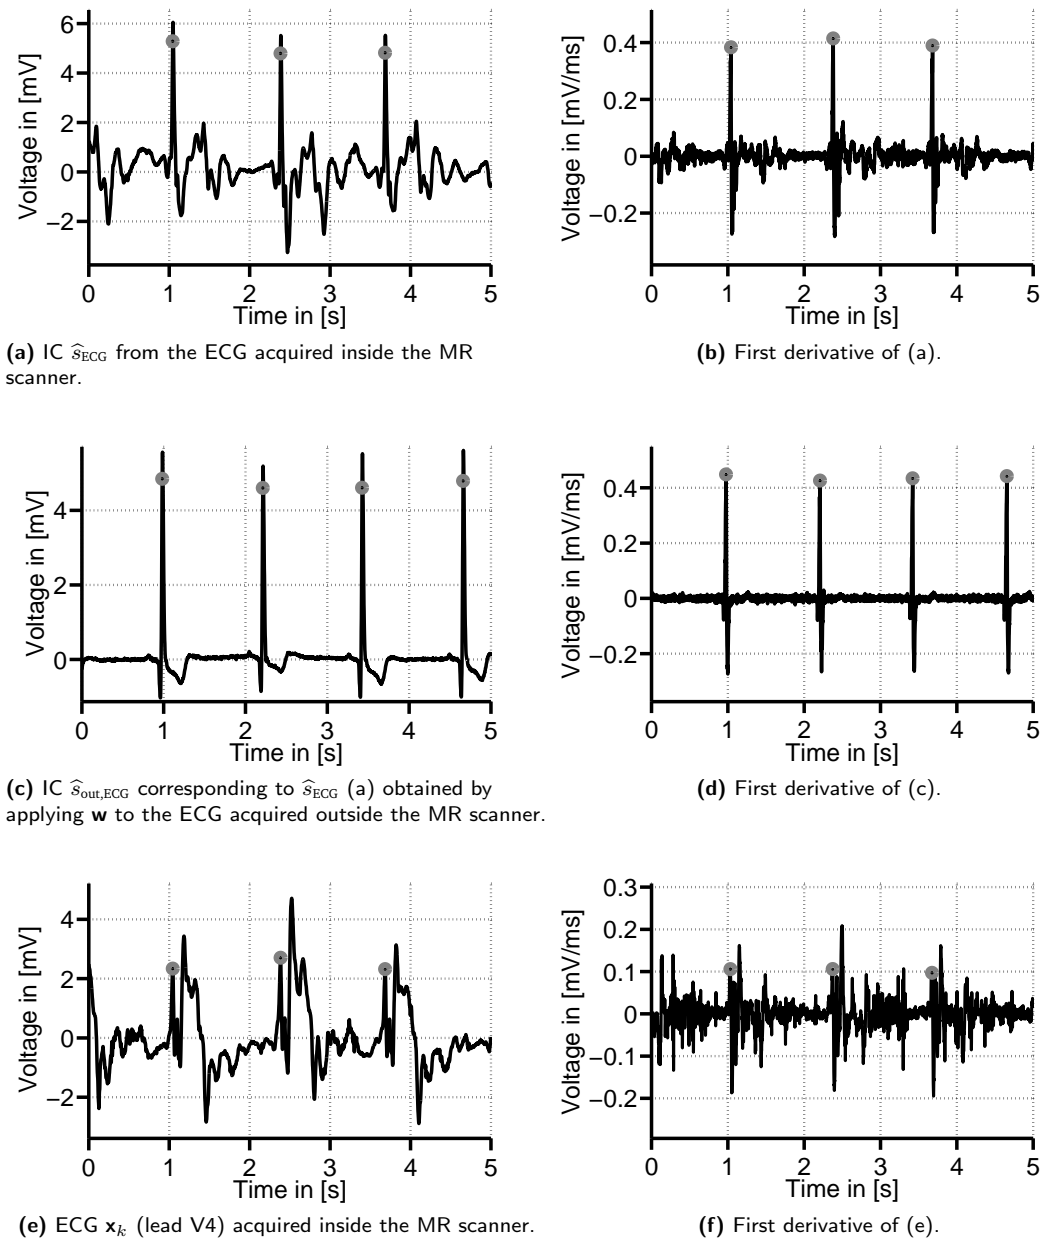 6
4
2
0
−2
Voltage in [mV]
0 1 2 3 4 5
Time in [s]
(a) IC ŝECG from the ECG acquired inside the MR
scanner.
0.4
0.2
0
−0.2
Voltage in [mV/ms]
0 1 2 3 4 5
Time in [s]
(b) First derivative of (a).
4
2
0
Voltage in [mV]
0 1 2 3 4 5
Time in [s]
(c) IC ŝout,ECG corresponding to ŝECG (a) obtained by
applying w to the ECG acquired outside the MR scanner.
0.4
0.2
0
−0.2
Voltage in [mV/ms]
0 1 2 3 4 5
Time in [s]
(d) First derivative of (c).
4
2
0
−2
Voltage in [mV]
0 1 2 3 4 5
Time in [s]
(e) ECG xk (lead V4) acquired inside the MR scanner.
0.3
0.2
0.1
0
−0.1
−0.2
Voltage in [mV/ms]
0 1 2 3 4 5
Time in [s]
(f) First derivative of (e).